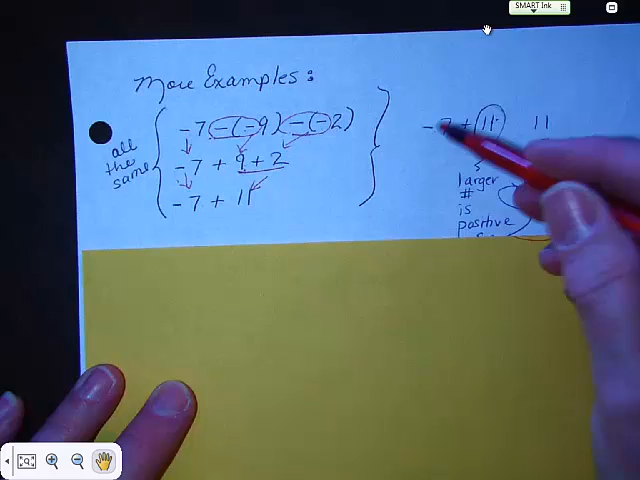 SMART Ink
More Examples:
all the same
-7 (-(-9) (-(-2)
-7 + 9 + 2
-7 + 11
-7 + 11 11
larger
#
is
positive